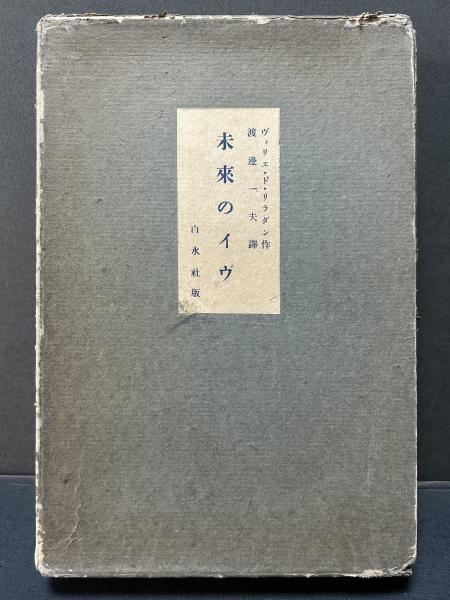 ヴィリエ・ド・リラダン作
渡邊一夫譯
未來のイヴ
白水社版